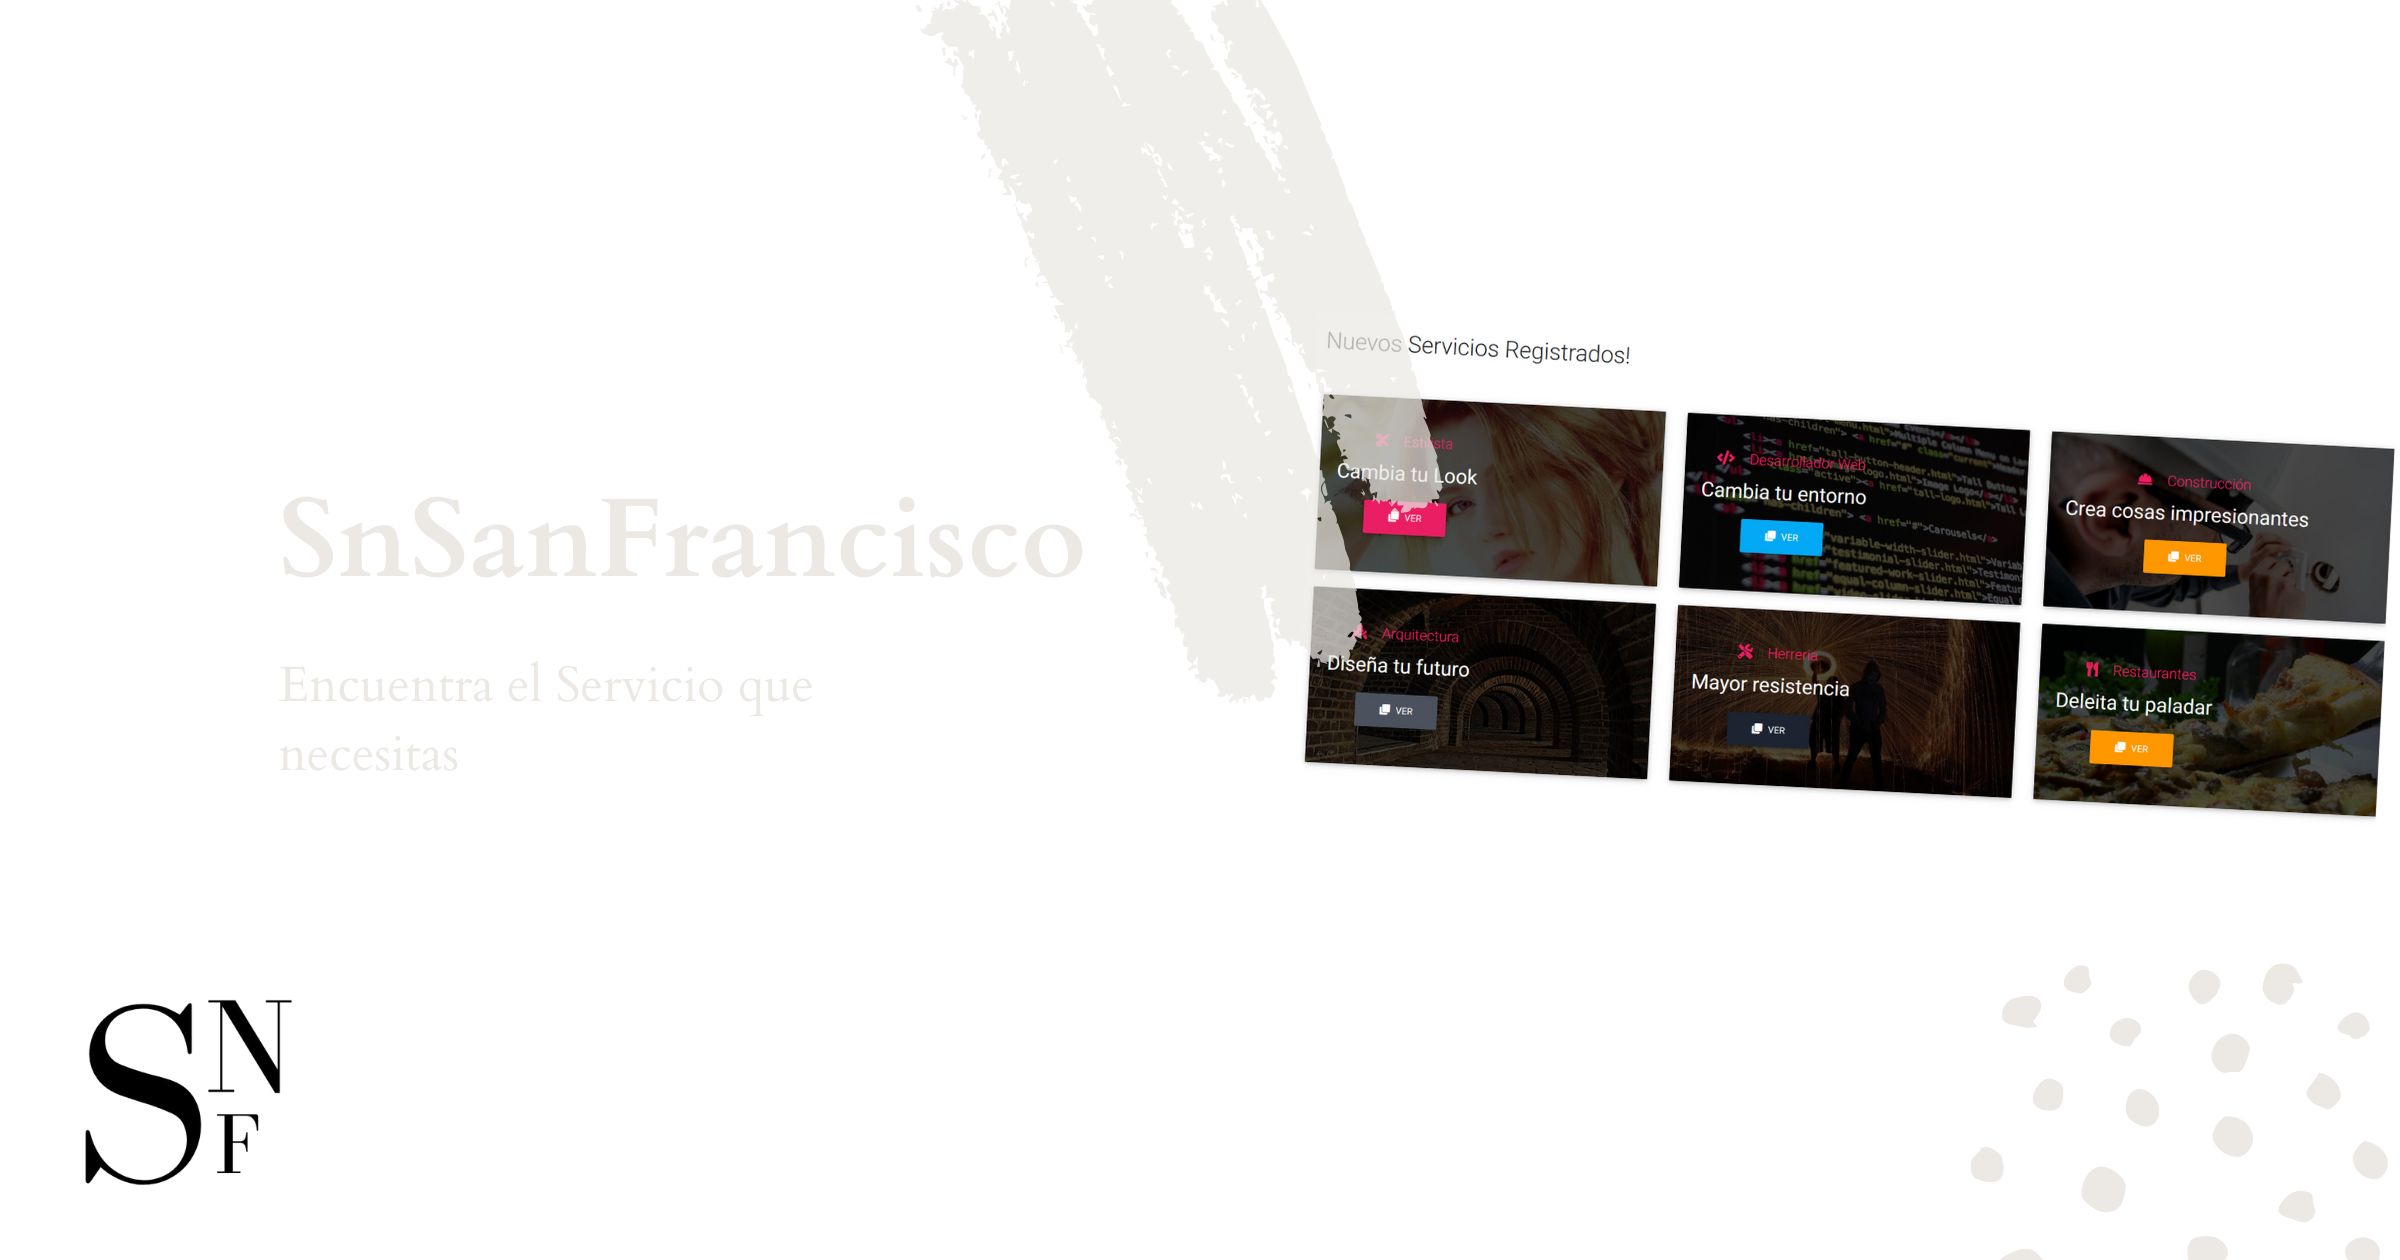 SnSanFrancisco
Encuentra el Servicio que
necesitas
SN
F
Nuevos Servicios Registrados!
Estilista
Cambia tu Look
VER
Desarrollador Web
Cambia tu entorno
VER
Construcción
Crea cosas impresionantes
VER
Arquitectura
Diseña tu futuro
VER
Herreria
Mayor resistencia
VER
Restaurantes
Deleita tu paladar
VER